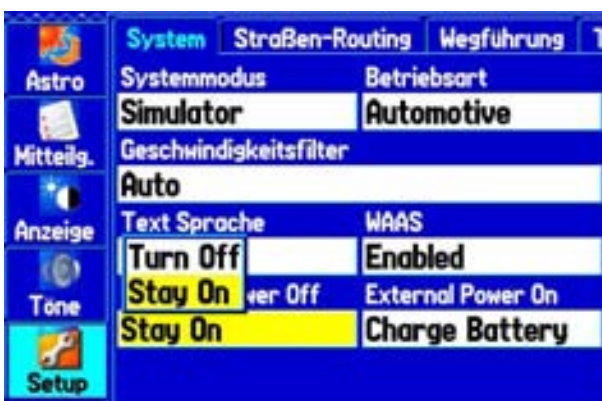 System Straßen-Routing Wegführung
Astro
Systemmodus Betriebsart
Simulator Automotive
Mitteilg.
Geschwindigkeitsfilter
Auto
Anzeige
Text Sprache WAAS
Turn Off Enabled
Stay On wer Off External Power On
Töne
Stay On Charge Battery
Setup